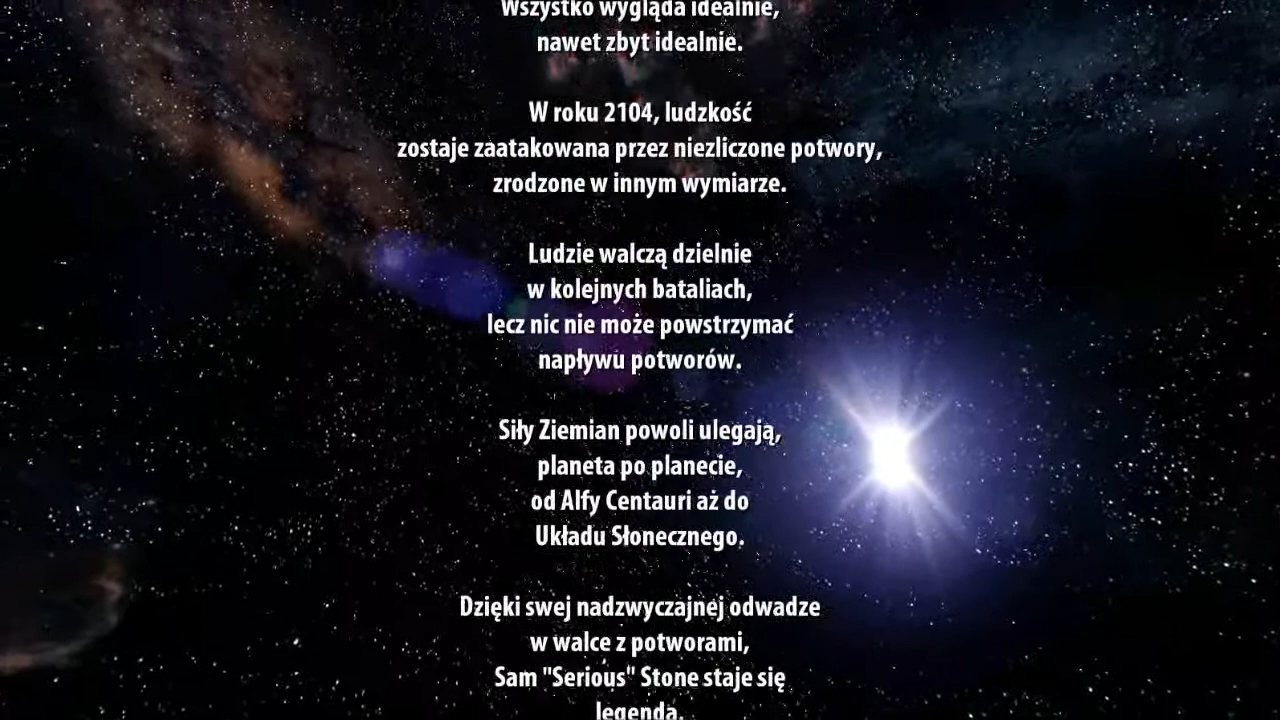 Wszystko wygląda idealnie,
nawet zbyt idealnie.
W roku 2104, ludzkość
zostaje zaatakowana przez niezliczone potwory,
zrodzone w innym wymiarze.
Ludzie walczą dzielnie
w kolejnych bataliach,
lecz nic nie może powstrzymać
napływu potworów.
Siły Ziemian powoli ulegają,
planeta po planecie,
od Alfy Centauri aż do
Układu Słonecznego.
Dzięki swej nadzwyczajnej odwadze
w walce z potworami,
Sam "Serious" Stone staje się
legendą.